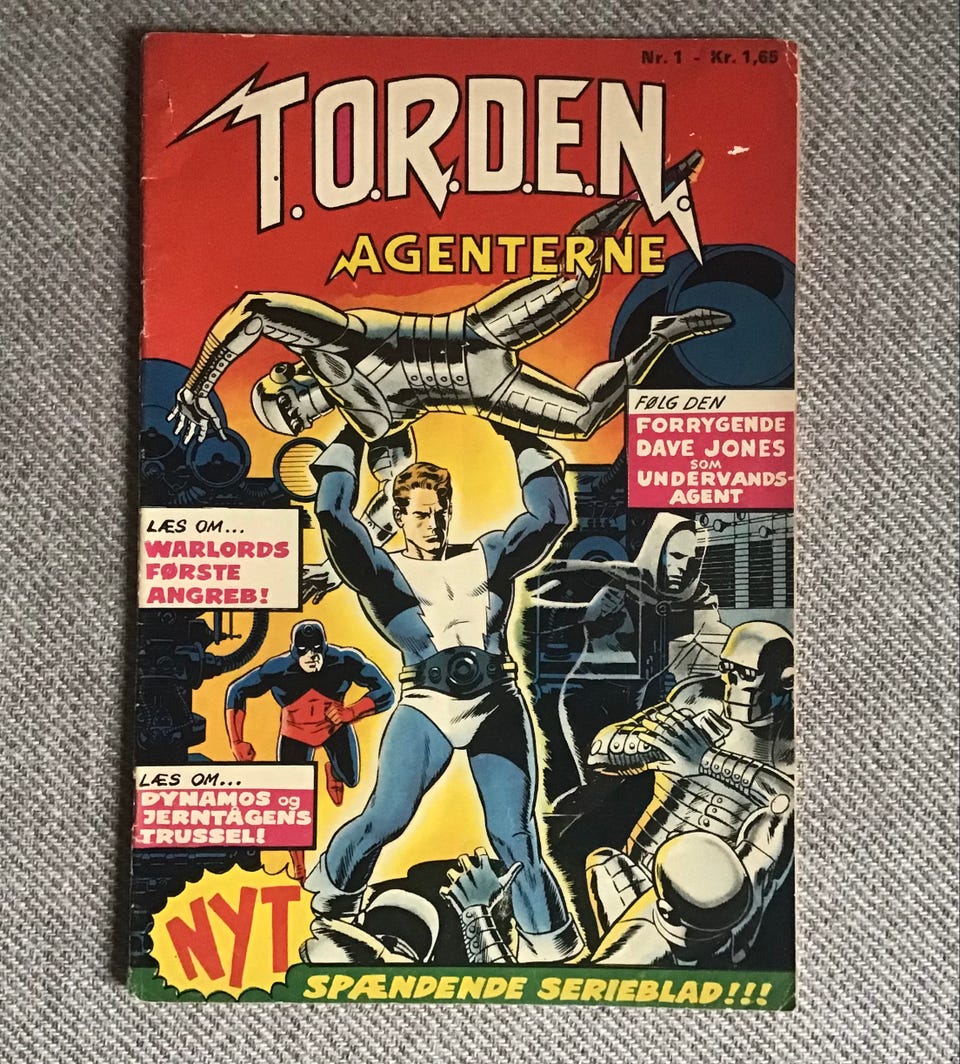 Nr. 1 - Kr. 1,65
T.O.R.D.E.N.
AGENTERNE
FØLG DEN
FORRYGENDE
DAVE JONES
SOM
UNDERVANDS-
AGENT
LÆS OM...
WARLORDS
FØRSTE
ANGREB!
LÆS OM...
DYNAMOS og
JERNTÅGENS
TRUSSEL!
NYT
SPÆNDENDE SERIEBLAD!!!